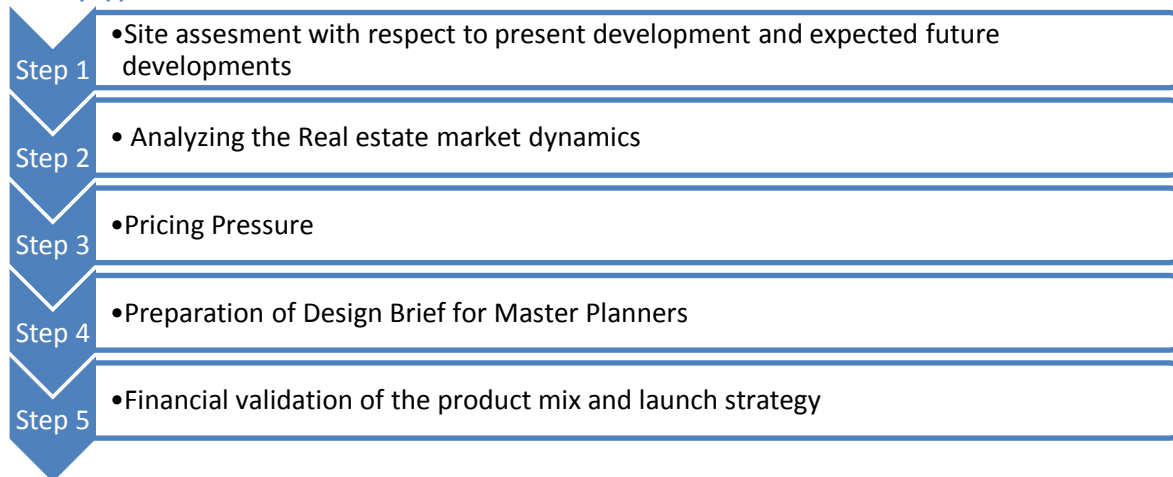 Step 1
•Site assesment with respect to present development and expected future
developments
Step 2
• Analyzing the Real estate market dynamics
Step 3
•Pricing Pressure
Step 4
•Preparation of Design Brief for Master Planners
Step 5
•Financial validation of the product mix and launch strategy